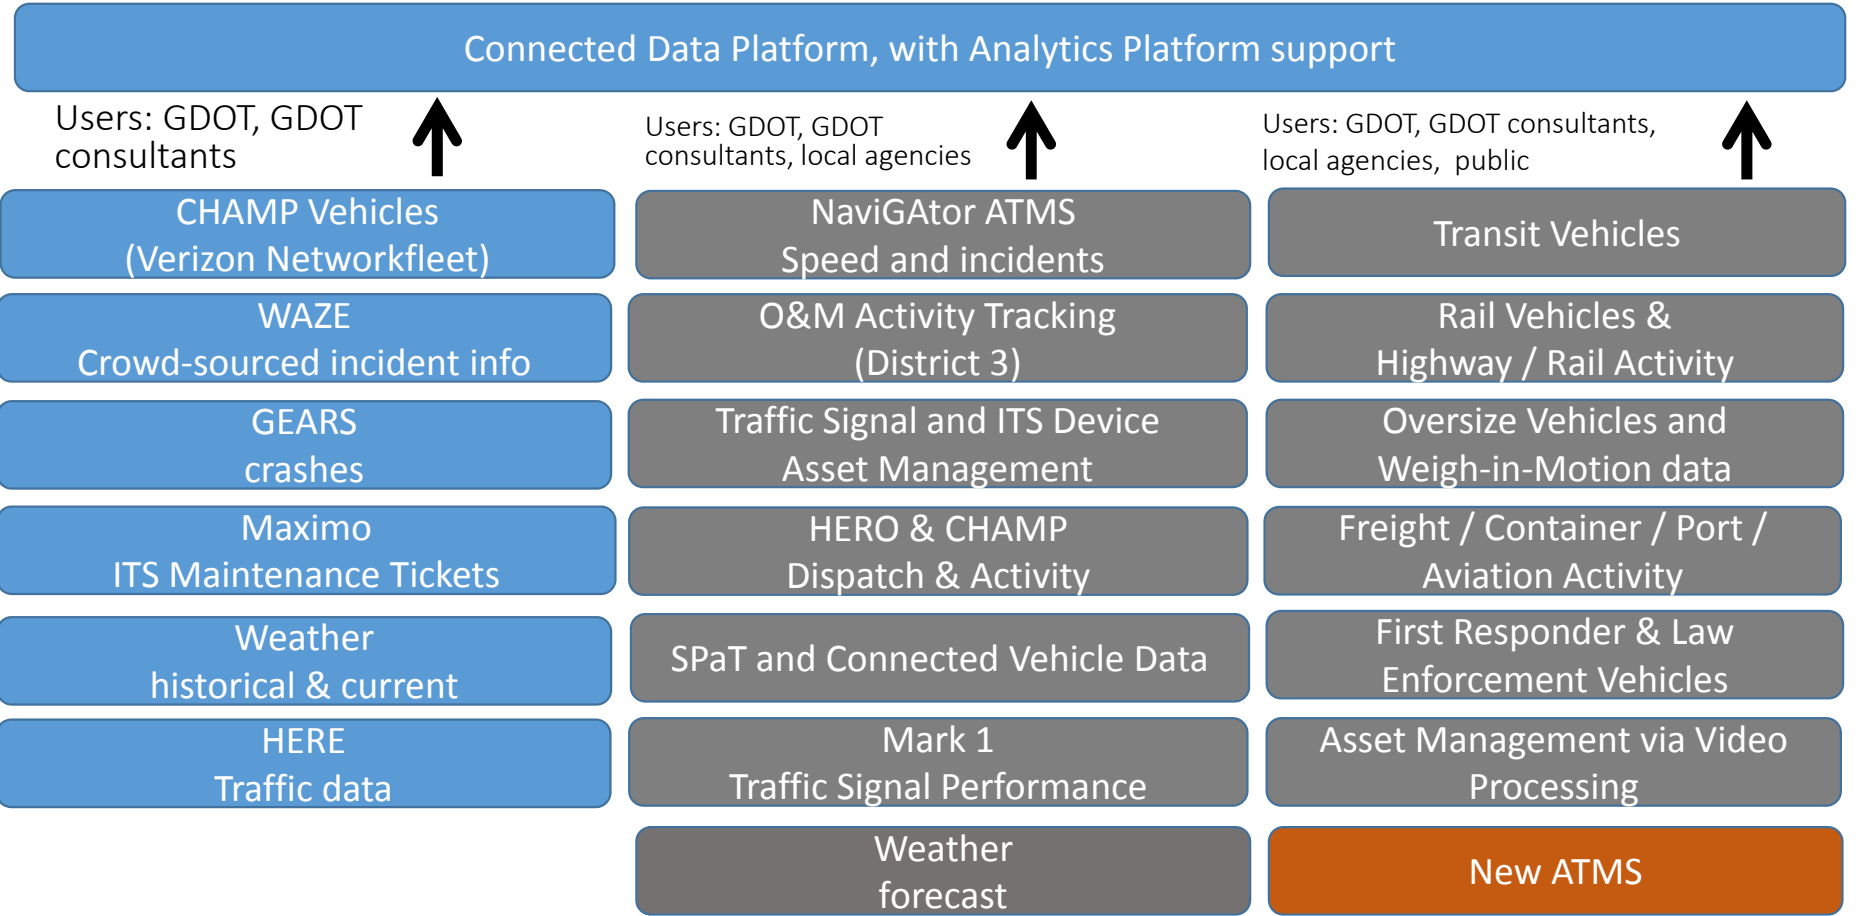 Connected Data Platform, with Analytics Platform support
Users: GDOT, GDOT
consultants
CHAMP Vehicles
(Verizon Networkfleet)
WAZE
Crowd-sourced incident info
GEARS
crashes
Maximo
ITS Maintenance Tickets
Weather
historical & current
HERE
Traffic data
Users: GDOT, GDOT
consultants, local agencies
NaviGAtor ATMS
Speed and incidents
O&M Activity Tracking
(District 3)
Traffic Signal and ITS Device
Asset Management
HERO & CHAMP
Dispatch & Activity
SPaT and Connected Vehicle Data
Mark 1
Traffic Signal Performance
Weather
forecast
Users: GDOT, GDOT consultants,
local agencies, public
Transit Vehicles
Rail Vehicles &
Highway / Rail Activity
Oversize Vehicles and
Weigh-in-Motion data
Freight / Container / Port /
Aviation Activity
First Responder & Law
Enforcement Vehicles
Asset Management via Video
Processing
New ATMS